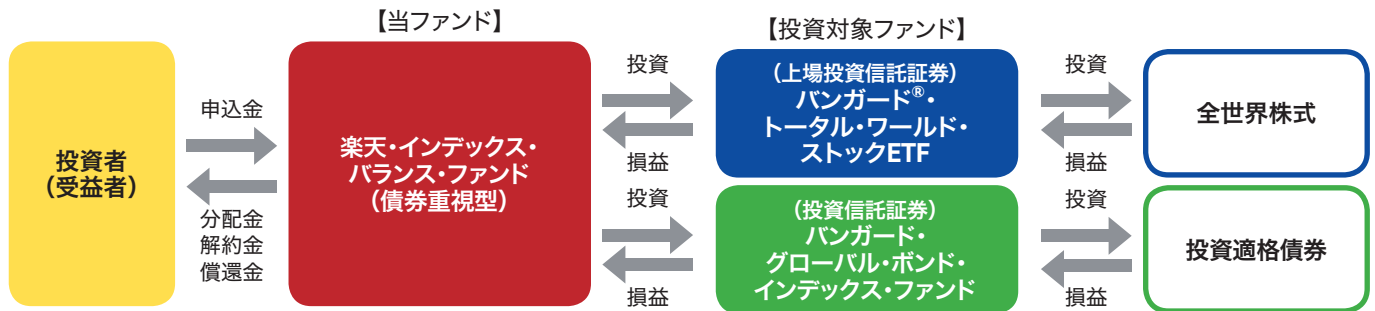 【当ファンド】
【投資対象ファンド】
投資者
(受益者)
申込金
分配金
解約金
償還金
楽天・インデックス・
バランス・ファンド
(債券重視型)
投資
損益
投資
損益
(上場投資信託証券)
バンガード®・
トータル・ワールド・
ストックETF
(投資信託証券)
バンガード・
グローバル・ボンド・
インデックス・ファンド
投資
損益
投資
損益
全世界株式
投資適格債券